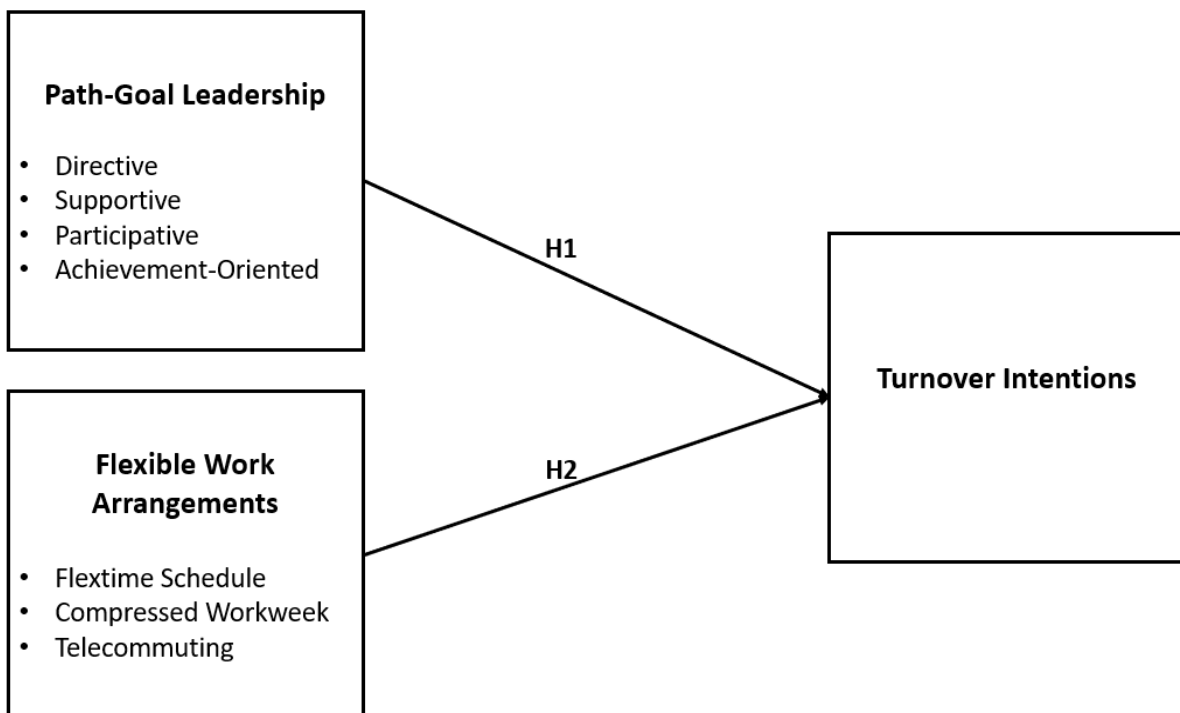 Path-Goal Leadership
• Directive
• Supportive
• Participative
• Achievement-Oriented
H1
Turnover Intentions
Flexible Work
Arrangements
H2
• Flextime Schedule
• Compressed Workweek
• Telecommuting